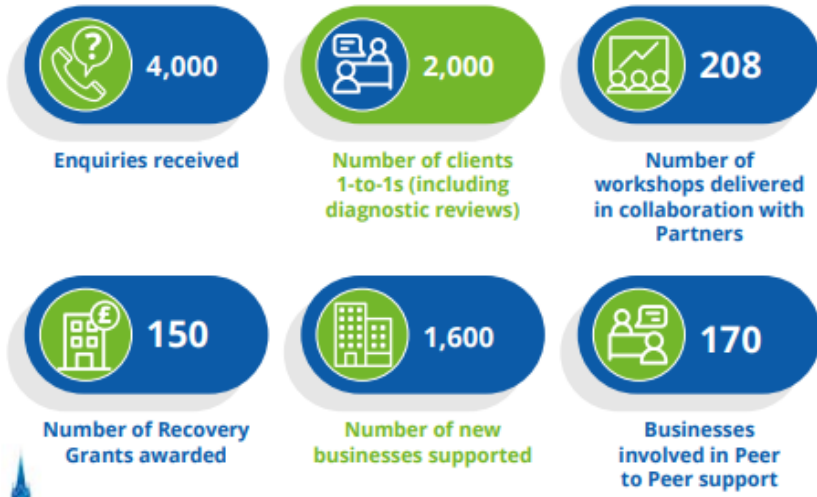 ?
4,000
Enquiries received
2,000
Number of clients
1-to-1s (including
diagnostic reviews)
208
Number of
workshops delivered
in collaboration with
Partners
£
150
Number of Recovery
Grants awarded
1,600
Number of new
businesses supported
170
Businesses
involved in Peer
to Peer support